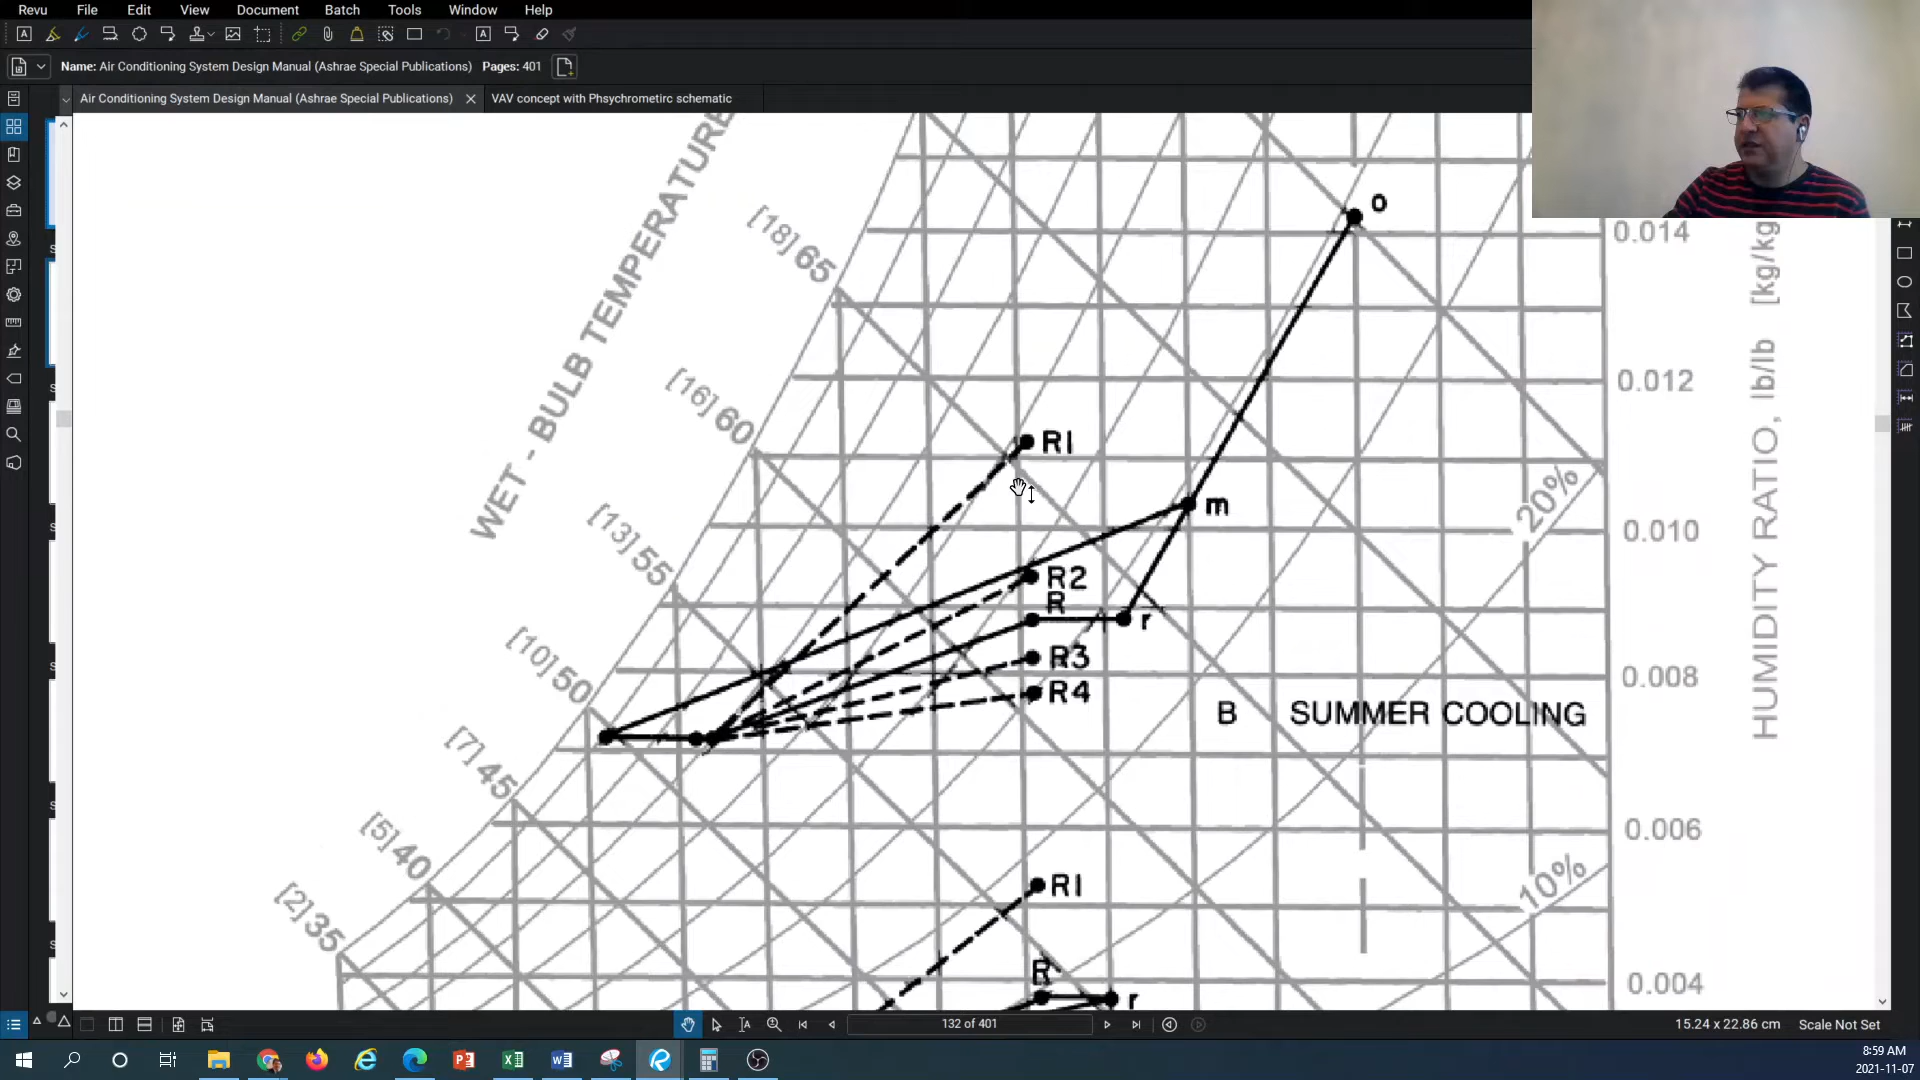 Revu File Edit View Document Batch Tools Window Help
Name: Air Conditioning System Design Manual (Ashrae Special Publications) Pages: 401
Air Conditioning System Design Manual (Ashrae Special Publications)
VAV concept with Phsychrometirc schematic
WET - BULB TEMPERATURE
[18] 65
[16] 60
[13] 55
[10] 50
[7] 45
[5] 40
[2] 35
o
R1
m
R2
R
r
R3
R4
B SUMMER COOLING
R1
R
r
20%
10%
0.014
0.012
0.010
0.008
0.006
0.004
HUMIDITY RATIO, lb/lb [kg/kg
132 of 401
15.24 x 22.86 cm Scale Not Set
8:59 AM
2021-11-07